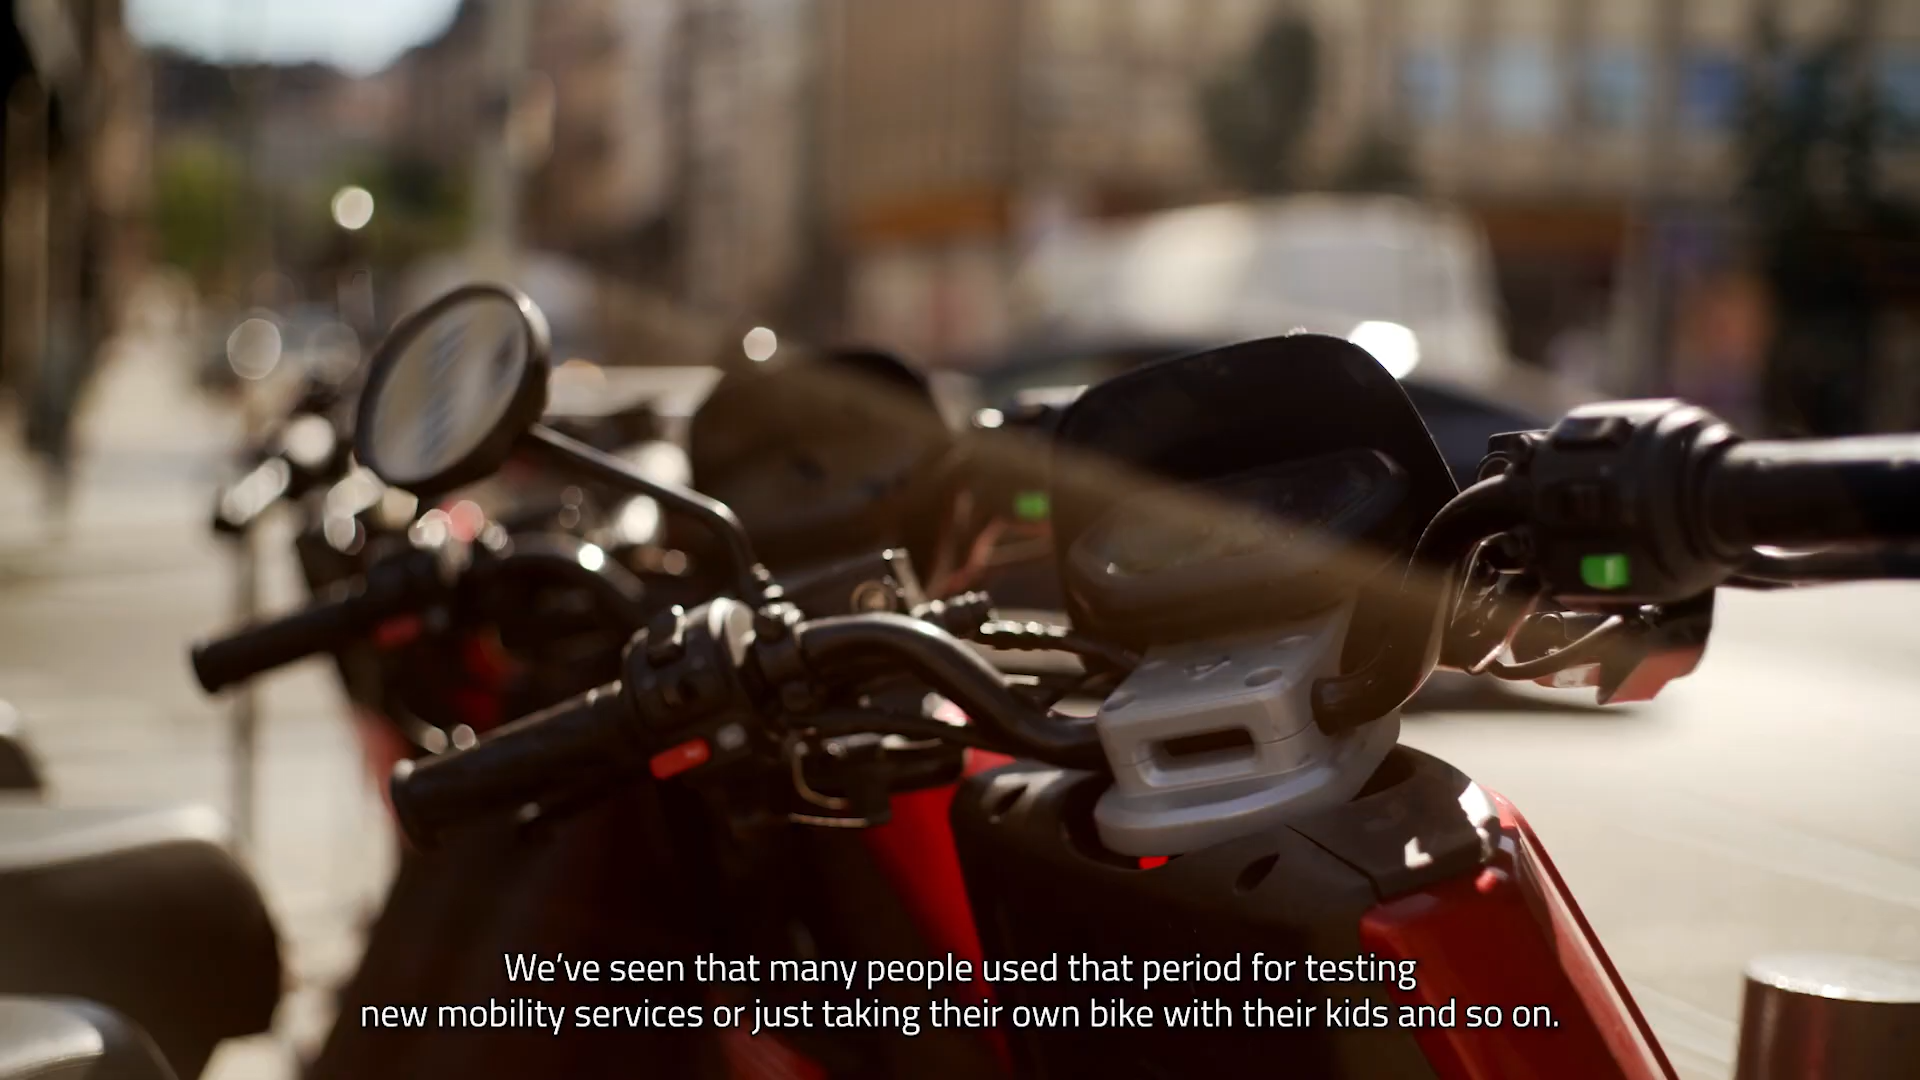 We’ve seen that many people used that period for testing
new mobility services or just taking their own bike with their kids and so on.